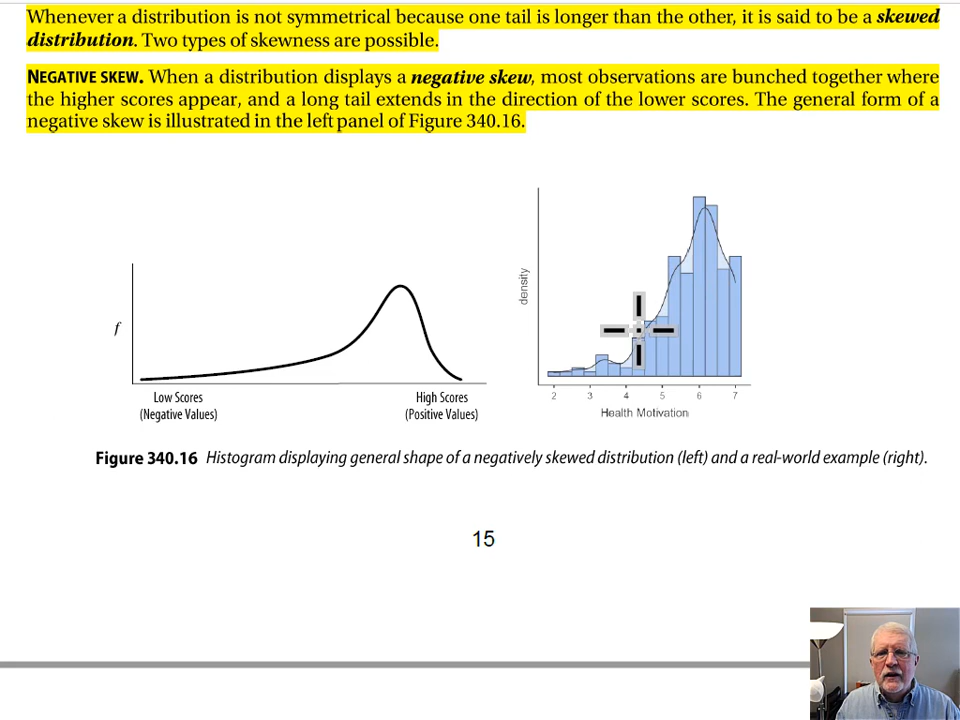 Whenever a distribution is not symmetrical because one tail is longer than the other, it is said to be a skewed
distribution. Two types of skewness are possible.
NEGATIVE SKEW. When a distribution displays a negative skew, most observations are bunched together where
the higher scores appear, and a long tail extends in the direction of the lower scores. The general form of a
negative skew is illustrated in the left panel of Figure 340.16.
f
Low Scores
(Negative Values)
High Scores
(Positive Values)
density
2 3 4 5 6 7
Health Motivation
Figure 340.16 Histogram displaying general shape of a negatively skewed distribution (left) and a real-world example (right).
15